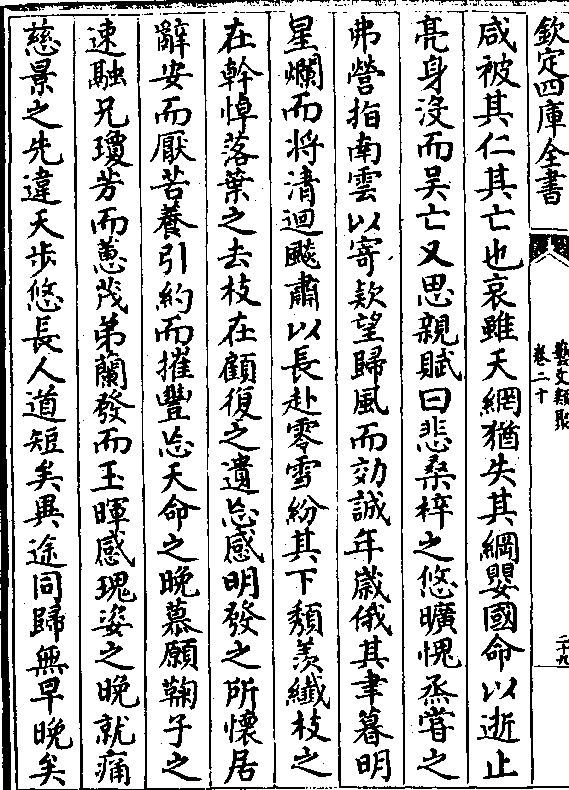 欽定四庫全書
藝文類聚
卷二十
二十九
咸被其仁其亡也哀雖天網猶失其綱嬰國命以逝止
亮身沒而吳亡又思親賦曰悲桑梓之悠曠愧烝嘗之
弗營指南雲以寄欵望歸風而効誠年歲俄其聿暮明
星爛而将清迴飈肅以長赴零雪紛其下頹羨纖枝之
在幹悼落葉之去枝在顧復之遺志感明發之所懷居
辭安而厭苦養引約而摧豐忘天命之晚慕願鞠子之
速融兄瓊芳而蕙茂弟蘭發而玉暉感瑰姿之晚就痛
慈景之先違天步悠長人道短矣異途同歸無早晚矣